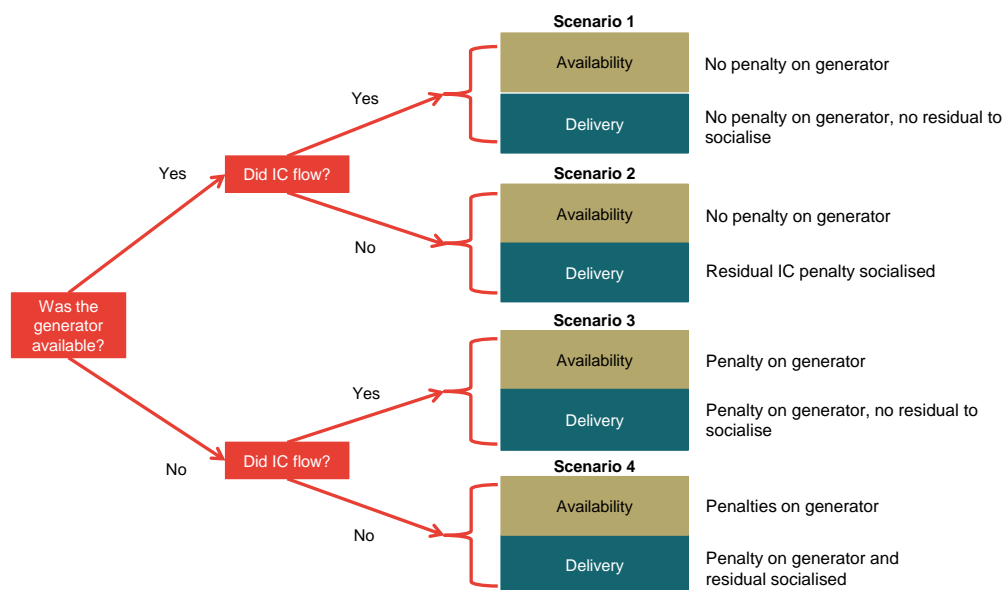 Scenario 1
Availability
No penalty on generator
Yes
Delivery
No penalty on generator, no residual to
socialise
Yes
Did IC flow?
Scenario 2
Availability
No penalty on generator
No
Delivery
Residual IC penalty socialised
Was the
generator
available?
Scenario 3
Availability
Penalty on generator
Yes
Delivery
Penalty on generator, no residual to
socialise
No
Did IC flow?
Scenario 4
Availability
Penalties on generator
No
Delivery
Penalty on generator and
residual socialised